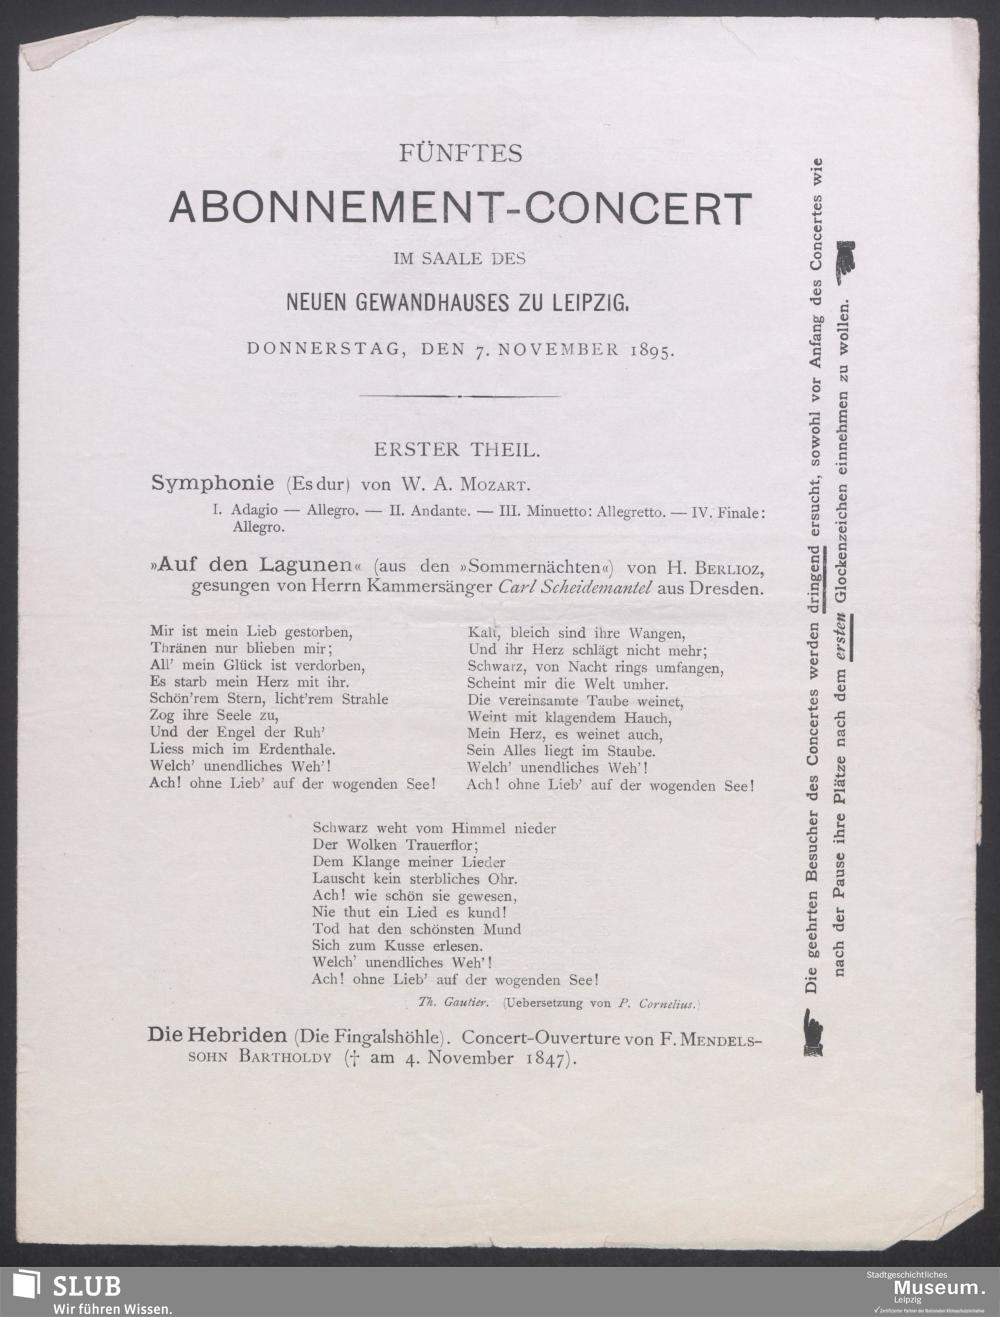 FÜNFTES
ABONNEMENT-CONCERT
IM SAALE DES
NEUEN GEWANDHAUSES ZU LEIPZIG.
DONNERSTAG, DEN 7. NOVEMBER 1895.
ERSTER THEIL.
Symphonie (Es dur) von W. A. MOZART.
I. Adagio — Allegro. — II. Andante. — III. Minuetto: Allegretto. — IV. Finale:
Allegro.
»Auf den Lagunen« (aus den »Sommernächten«) von H. BERLIOZ,
gesungen von Herrn Kammersänger Carl Scheidemantel aus Dresden.
Mir ist mein Lieb gestorben,
Thränen nur blieben mir;
All' mein Glück ist verdorben,
Es starb mein Herz mit ihr.
Schön'rem Stern, licht'rem Strahle
Zog ihre Seele zu,
Und der Engel der Ruh'
Liess mich im Erdenthale.
Welch' unendliches Weh'!
Ach! ohne Lieb' auf der wogenden See!
Kalt, bleich sind ihre Wangen,
Und ihr Herz schlägt nicht mehr;
Schwarz, von Nacht rings umfangen,
Scheint mir die Welt umher.
Die vereinsamte Taube weinet,
Weint mit klagendem Hauch,
Mein Herz, es weinet auch,
Sein Alles liegt im Staube.
Welch' unendliches Weh'!
Ach! ohne Lieb' auf der wogenden See!
Schwarz weht vom Himmel nieder
Der Wolken Trauerflor;
Dem Klange meiner Lieder
Lauscht kein sterbliches Ohr.
Ach! wie schön sie gewesen,
Nie thut ein Lied es kund!
Tod hat den schönsten Mund
Sich zum Kusse erlesen.
Welch' unendliches Weh'!
Ach! ohne Lieb' auf der wogenden See!
Th. Gautier. (Uebersetzung von P. Cornelius.)
Die Hebriden (Die Fingalshöhle). Concert-Ouverture von F. MENDELS-
SOHN BARTHOLDY († am 4. November 1847).
Die geehrten Besucher des Concertes werden dringend ersucht, sowohl vor Anfang des Concertes wie
nach der Pause ihre Plätze nach dem ersten Glockenzeichen einnehmen zu wollen.
SLUB
Wir führen Wissen.
Stadtgeschichtliches
Museum.
Leipzig
Zertifizierter Partner der Nationalen Klimaschutzinitiative